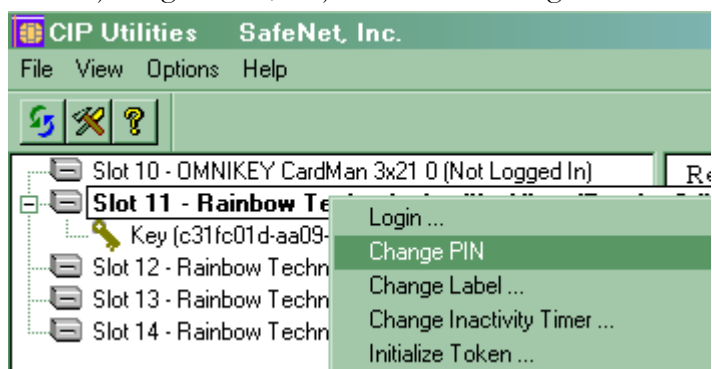 CIP Utilities SafeNet, Inc.
File View Options Help
Slot 10 - OMNIKEY CardMan 3x21 0 (Not Logged In)
Slot 11 - Rainbow
Key (c31fc01d-aa09-
Slot 12 - Rainbow Techn
Slot 13 - Rainbow Techn
Slot 14 - Rainbow Techn
Re
Login ...
Change PIN
Change Label ...
Change Inactivity Timer ...
Initialize Token ...